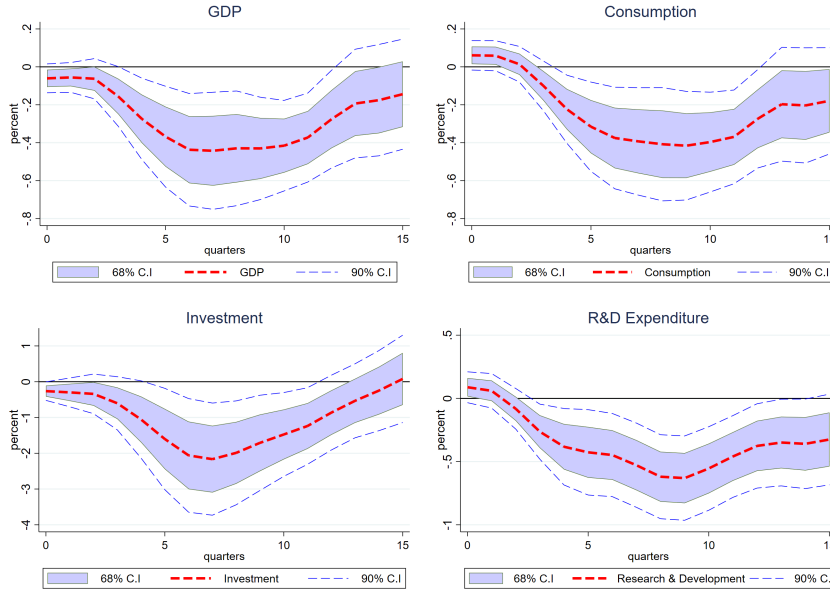 GDP
.2
0
-.2
-.4
-.6
-.8
percent
0 5 10 15
quarters
68% C.I GDP 90% C.I
Consumption
.2
0
-.2
-.4
-.6
-.8
percent
0 5 10 15
quarters
68% C.I Consumption 90% C.I
Investment
1
0
-1
-2
-3
-4
percent
0 5 10 15
quarters
68% C.I Investment 90% C.I
R&D Expenditure
.5
0
-.5
-1
percent
0 5 10
quarters
68% C.I Research & Development 90% C.I